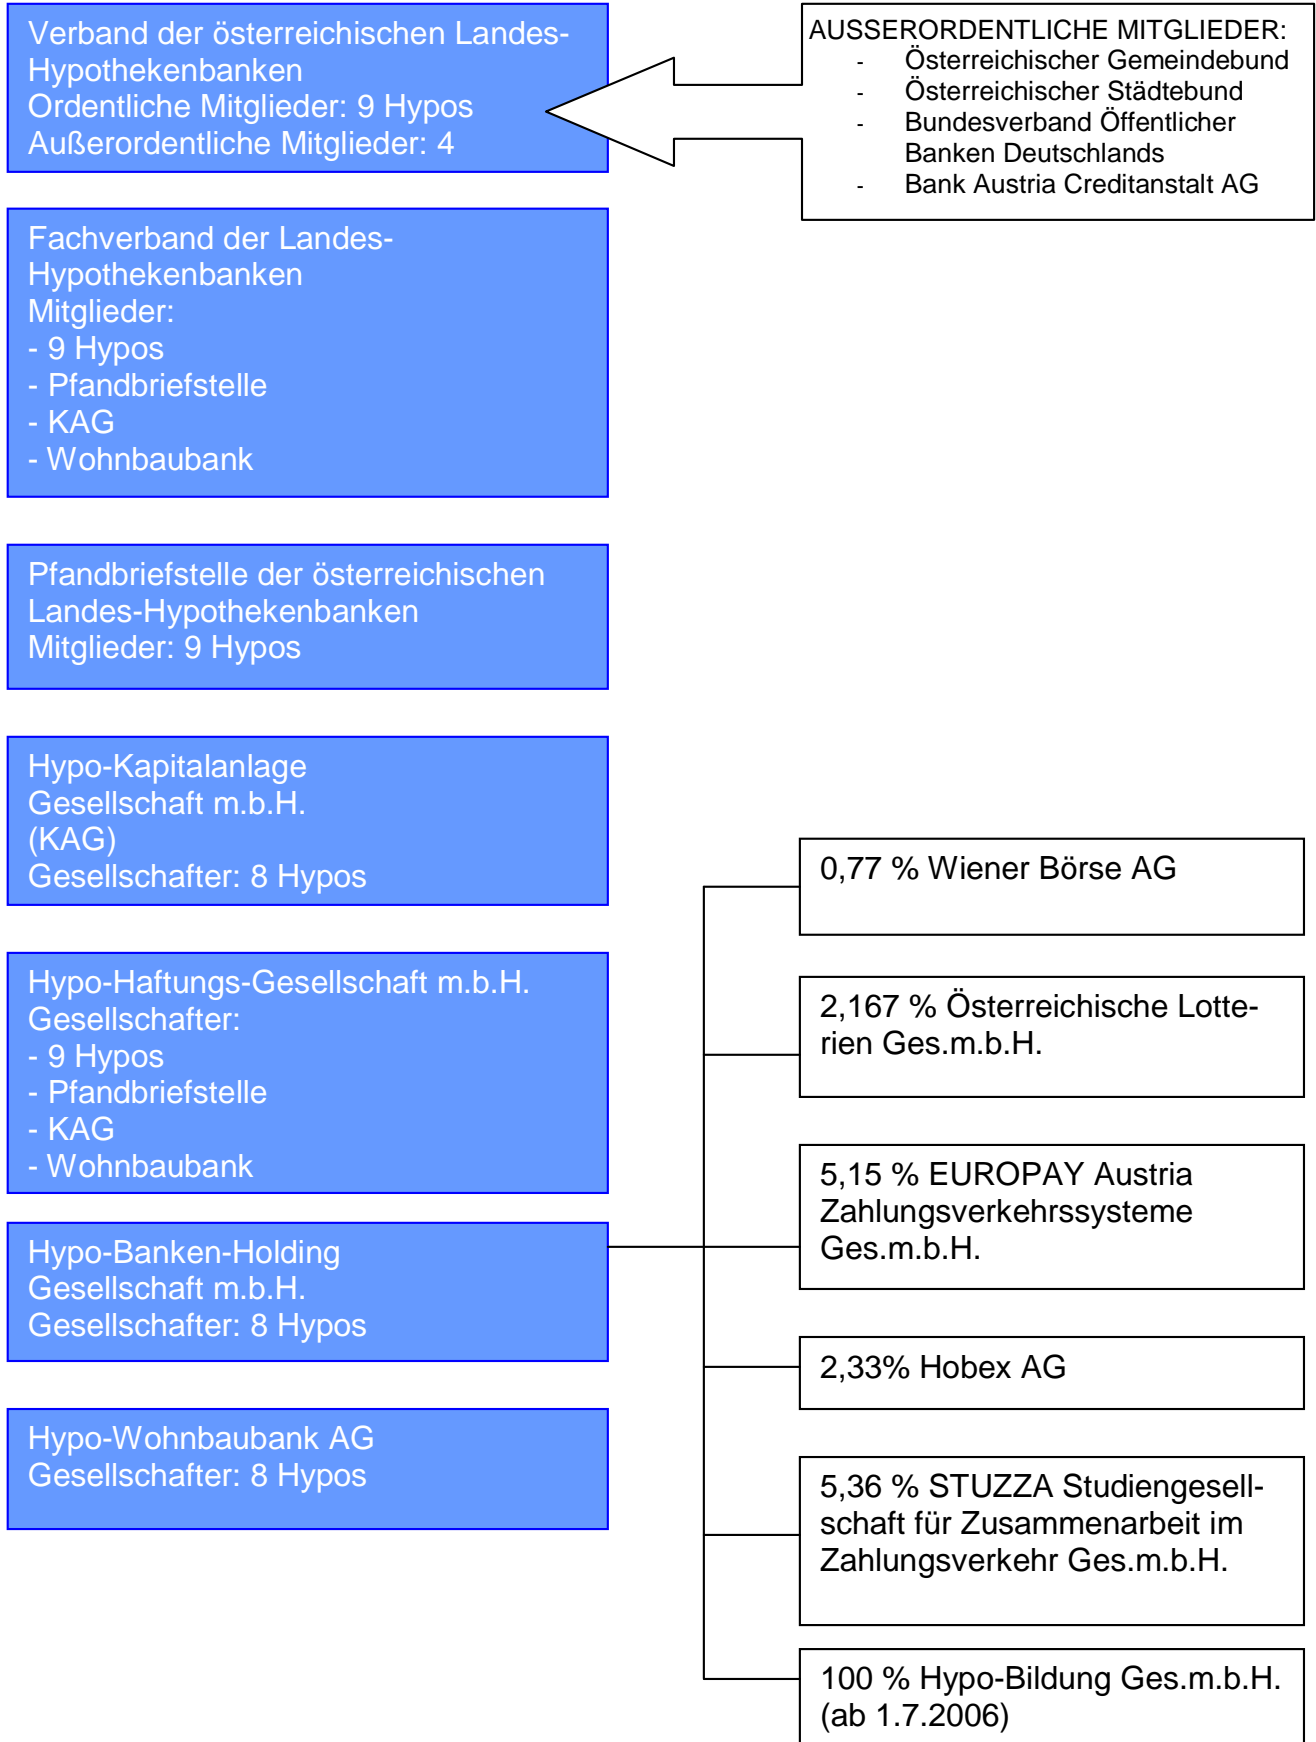 Verband der österreichischen Landes-
Hypothekenbanken
Ordentliche Mitglieder: 9 Hypos
Außerordentliche Mitglieder: 4
AUSSERORDENTLICHE MITGLIEDER:
- Österreichischer Gemeindebund
- Österreichischer Städtebund
- Bundesverband Öffentlicher
Banken Deutschlands
- Bank Austria Creditanstalt AG
Fachverband der Landes-
Hypothekenbanken
Mitglieder:
- 9 Hypos
- Pfandbriefstelle
- KAG
- Wohnbaubank
Pfandbriefstelle der österreichischen
Landes-Hypothekenbanken
Mitglieder: 9 Hypos
Hypo-Kapitalanlage
Gesellschaft m.b.H.
(KAG)
Gesellschafter: 8 Hypos
Hypo-Haftungs-Gesellschaft m.b.H.
Gesellschafter:
- 9 Hypos
- Pfandbriefstelle
- KAG
- Wohnbaubank
Hypo-Banken-Holding
Gesellschaft m.b.H.
Gesellschafter: 8 Hypos
Hypo-Wohnbaubank AG
Gesellschafter: 8 Hypos
0,77 % Wiener Börse AG
2,167 % Österreichische Lotte-
rien Ges.m.b.H.
5,15 % EUROPAY Austria
Zahlungsverkehrssysteme
Ges.m.b.H.
2,33% Hobex AG
5,36 % STUZZA Studiengesell-
schaft für Zusammenarbeit im
Zahlungsverkehr Ges.m.b.H.
100 % Hypo-Bildung Ges.m.b.H.
(ab 1.7.2006)